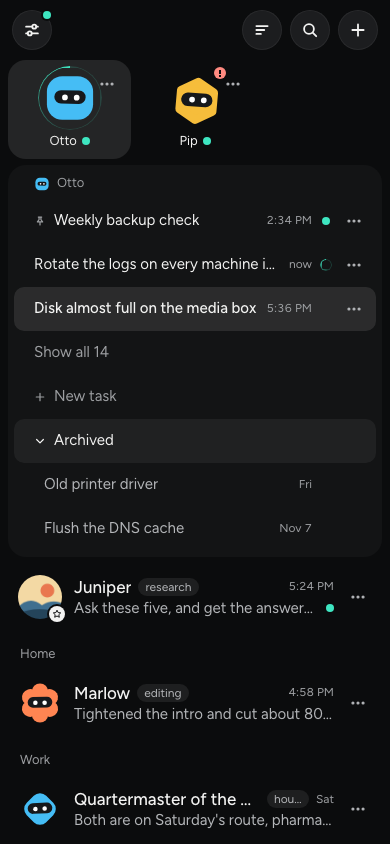 Otto
Pip
Otto
Weekly backup check 2:34 PM
Rotate the logs on every machine i... now
Disk almost full on the media box 5:36 PM
Show all 14
+ New task
Archived
Old printer driver Fri
Flush the DNS cache Nov 7
Juniper research 5:24 PM
Ask these five, and get the answer...
Home
Marlow editing 4:58 PM
Tightened the intro and cut about 80...
Work
Quartermaster of the ... hou... Sat
Both are on Saturday's route, pharma...